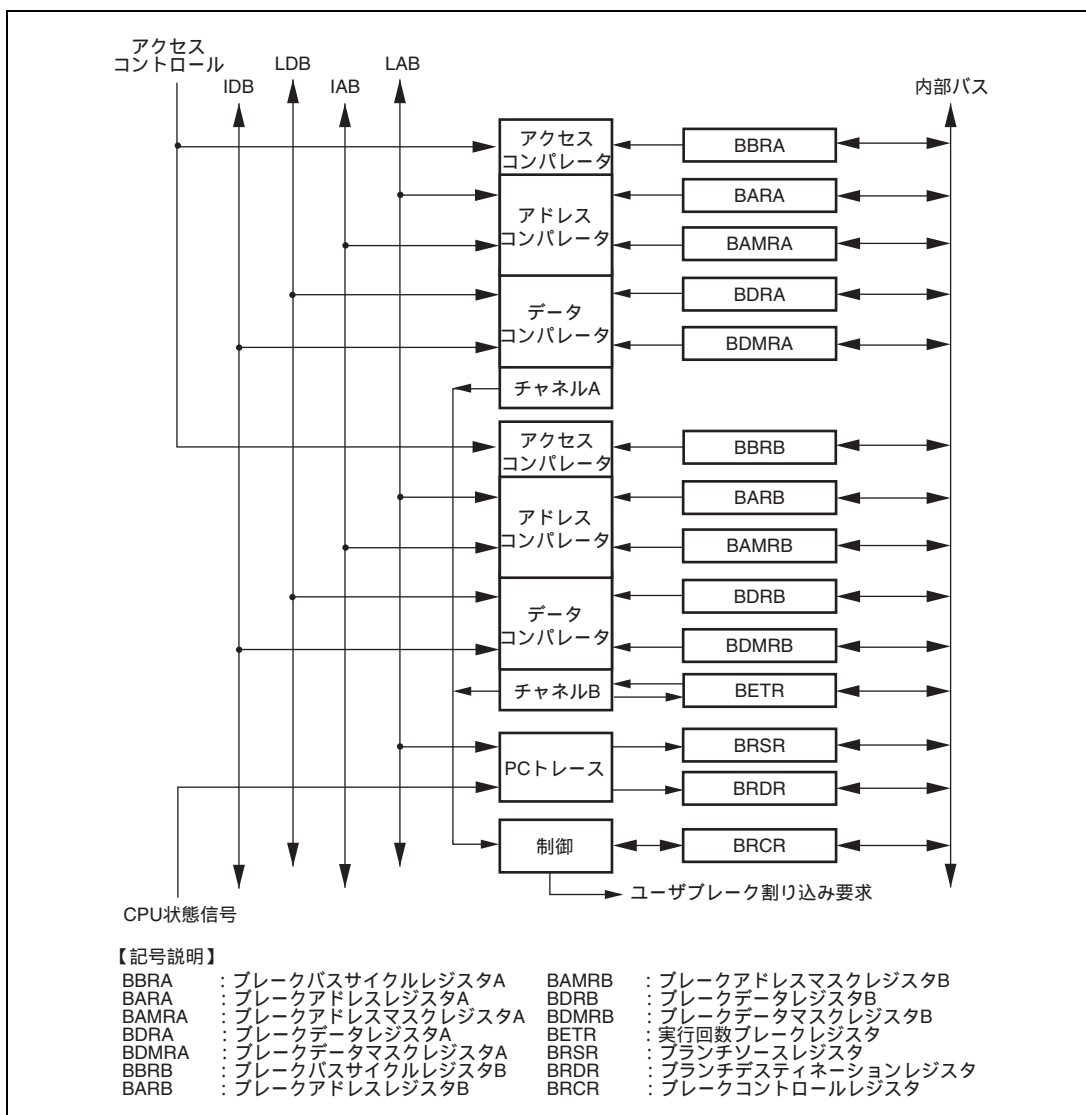 アクセス
コントロール
IDB
LDB
IAB
LAB
内部バス
アクセス
コンパレータ
BBRA
アドレス
コンパレータ
BARA
BAMRA
データ
コンパレータ
BDRA
BDMRA
チャネルA
アクセス
コンパレータ
BBRB
アドレス
コンパレータ
BARB
BAMRB
データ
コンパレータ
BDRB
BDMRB
チャネルB
BETR
PCトレース
BRSR
BRDR
制御
BRCR
ユーザブレーク割り込み要求
CPU状態信号
【記号説明】
BBRA : ブレークバスサイクルレジスタA
BARA : ブレークアドレスレジスタA
BAMRA : ブレークアドレスマスクレジスタA
BDRA : ブレークデータレジスタA
BDMRA : ブレークデータマスクレジスタA
BBRB : ブレークバスサイクルレジスタB
BARB : ブレークアドレスレジスタB
BAMRB : ブレークアドレスマスクレジスタB
BDRB : ブレークデータレジスタB
BDMRB : ブレークデータマスクレジスタB
BETR : 実行回数ブレークレジスタ
BRSR : ブランチソースレジスタ
BRDR : ブランチデスティネーションレジスタ
BRCR : ブレークコントロールレジスタ